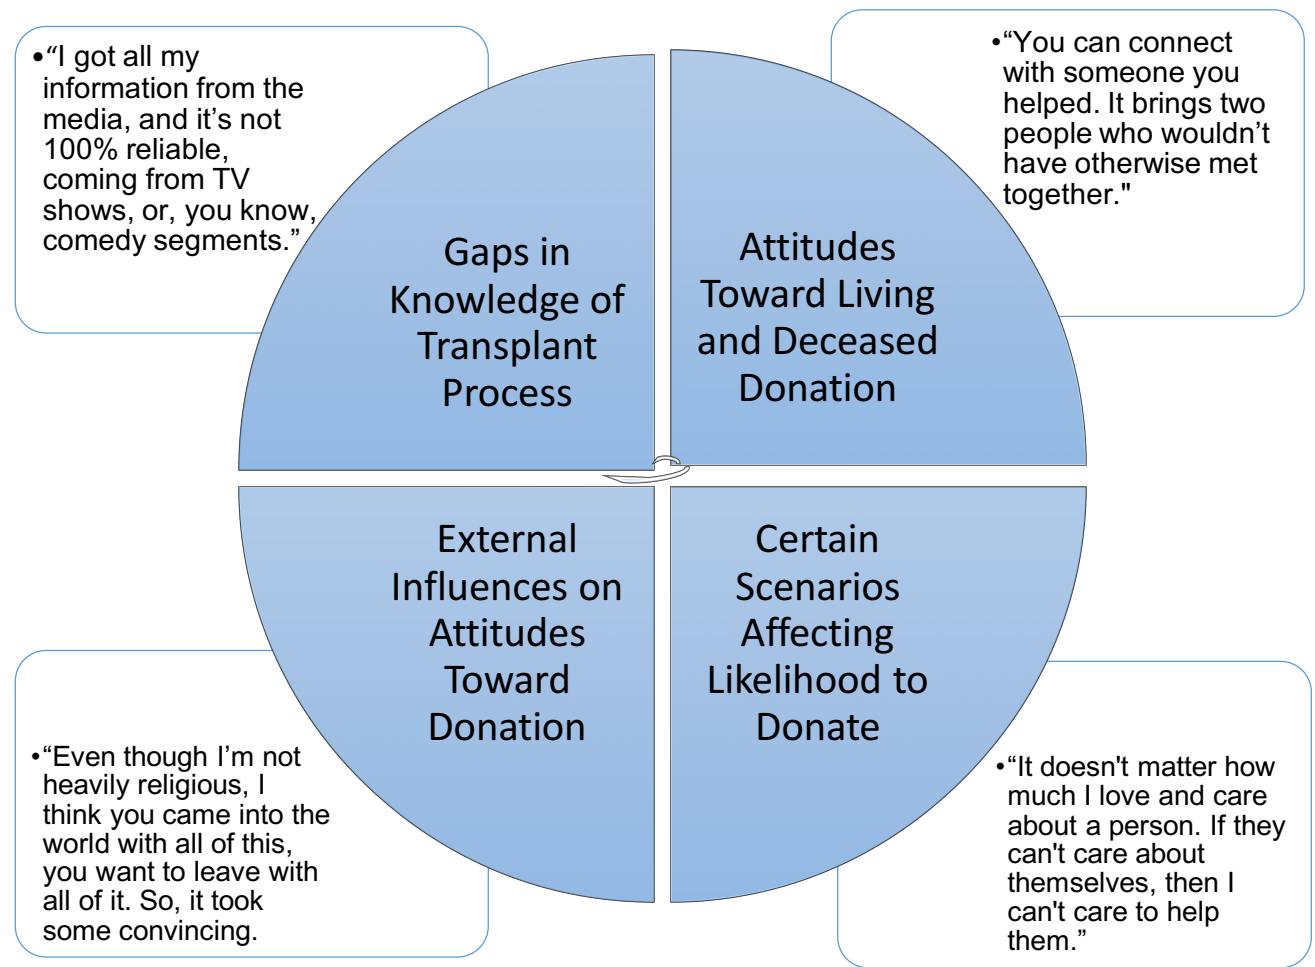 •“I got all my
information from the
media, and it’s not
100% reliable,
coming from TV
shows, or, you know,
comedy segments.”
•“You can connect
with someone you
helped. It brings two
people who wouldn’t
have otherwise met
together."
Gaps in
Knowledge of
Transplant
Process
Attitudes
Toward Living
and Deceased
Donation
External
Influences on
Attitudes
Toward
Donation
Certain
Scenarios
Affecting
Likelihood to
Donate
•“Even though I’m not
heavily religious, I
think you came into the
world with all of this,
you want to leave with
all of it. So, it took
some convincing.
•“It doesn't matter how
much I love and care
about a person. If they
can't care about
themselves, then I
can't care to help
them.”